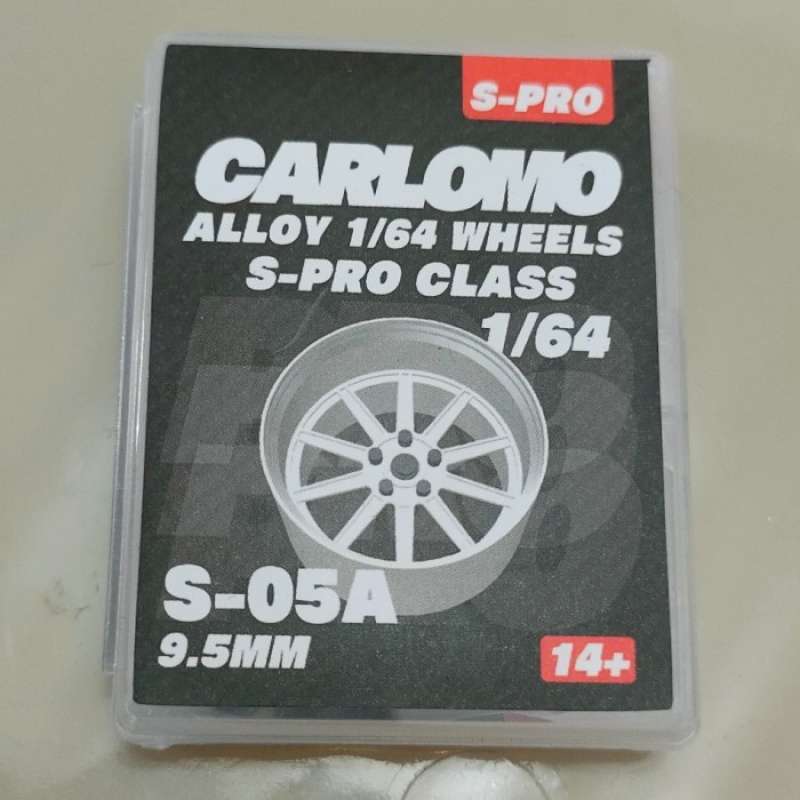 S-PRO
CARLOMO
ALLOY 1/64 WHEELS
S-PRO CLASS
1/64
S-05A
9.5MM
14+